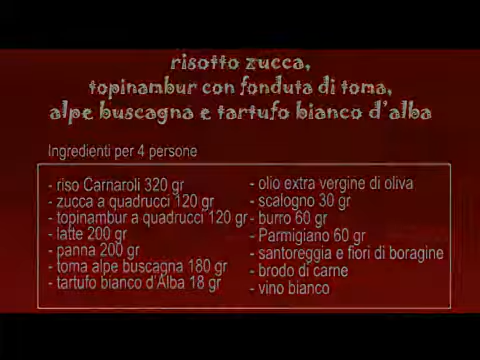 risotto zucca,
topinambur con fonduta di toma,
alpe buscagna e tartufo bianco d'alba
Ingredienti per 4 persone
- riso Carnaroli 320 gr
- zucca a quadrucci 120 gr
- topinambur a quadrucci 120 gr
- latte 200 gr
- panna 200 gr
- toma alpe buscagna 180 gr
- tartufo bianco d'Alba 18 gr
- olio extra vergine di oliva
- scalogno 30 gr
- burro 60 gr
- Parmigiano 60 gr
- santoreggia e fiori di boragine
- brodo di carne
- vino bianco